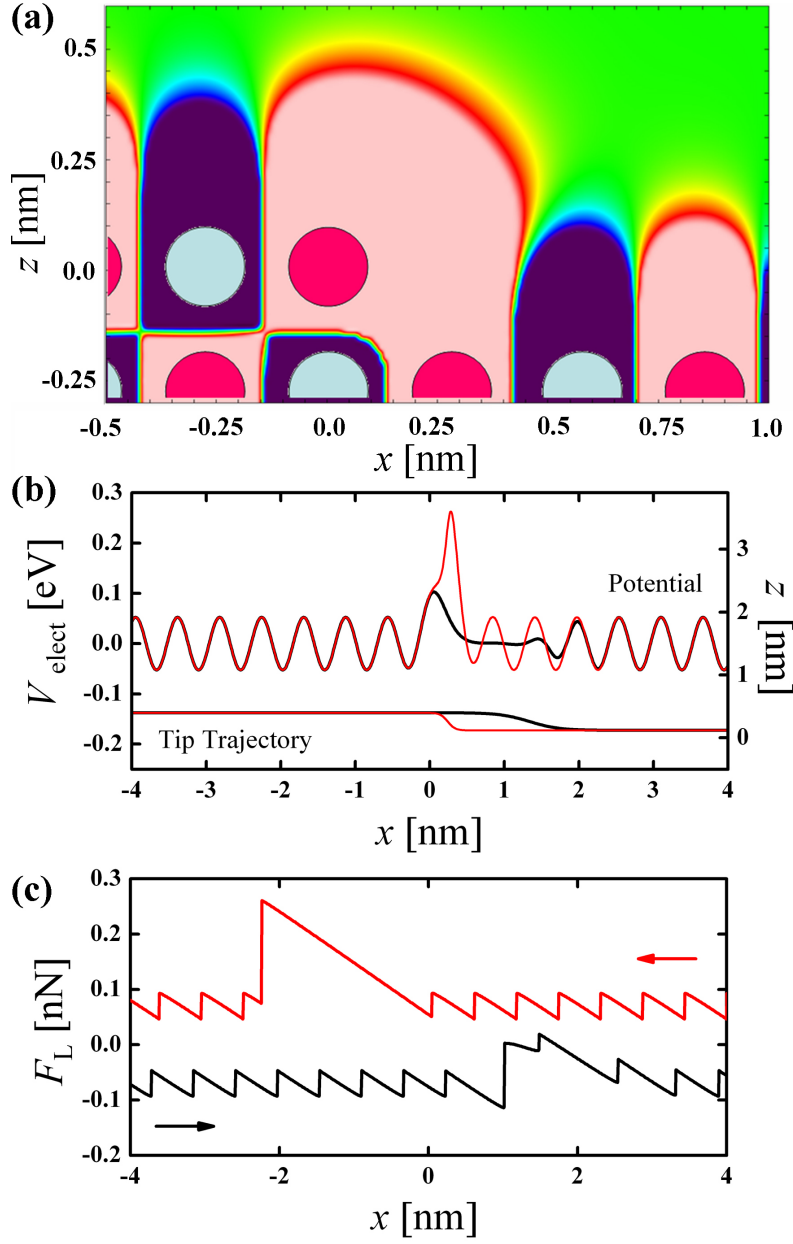 (a)
0.5
0.25
0.0
-0.25
z [nm]
-0.5 -0.25 0.0 0.25 0.5 0.75 1.0
x [nm]
(b)
0.3
0.2
0.1
0.0
-0.1
-0.2
V elect [eV]
3
2
1
0
z [nm]
Potential
Tip Trajectory
-4 -3 -2 -1 0 1 2 3 4
x [nm]
(c)
0.3
0.2
0.1
0.0
-0.1
-0.2
F L [nN]
-4 -2 0 2 4
x [nm]